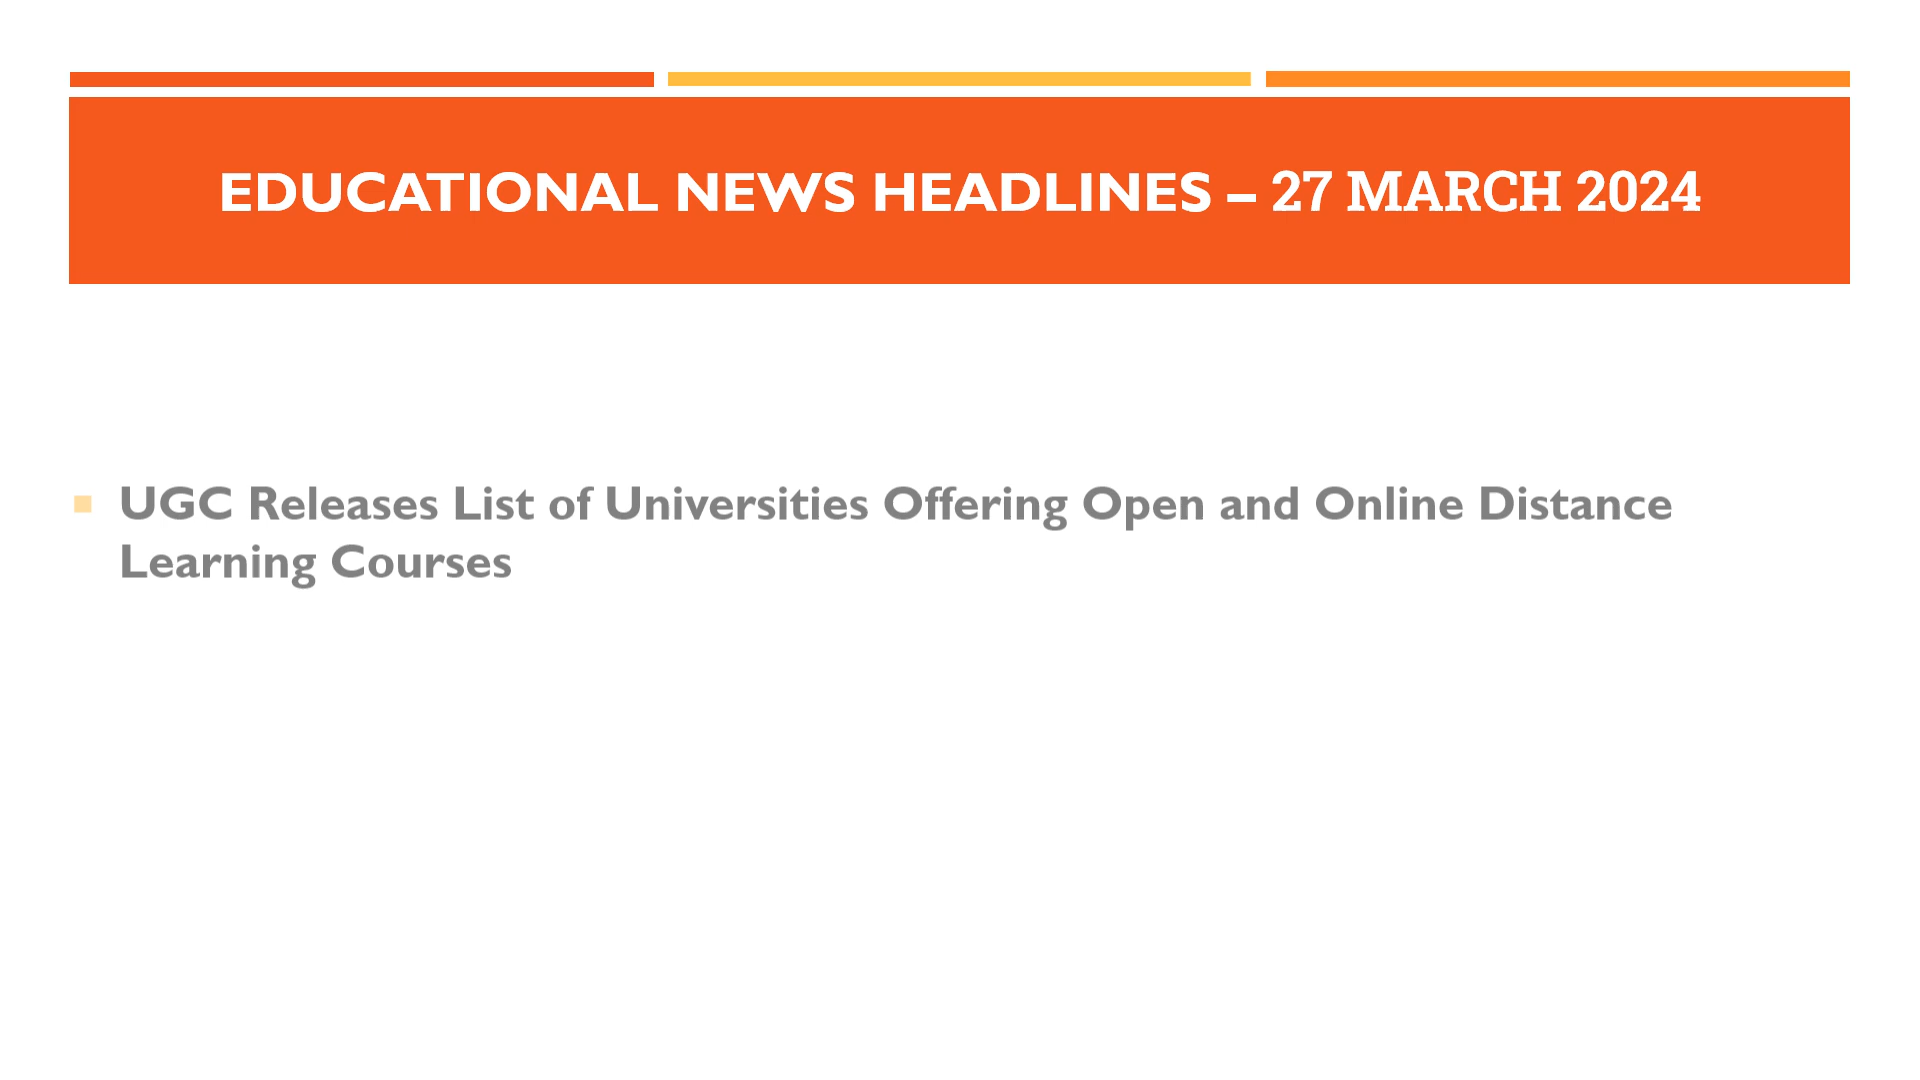 EDUCATIONAL NEWS HEADLINES – 27 MARCH 2024
UGC Releases List of Universities Offering Open and Online Distance
Learning Courses